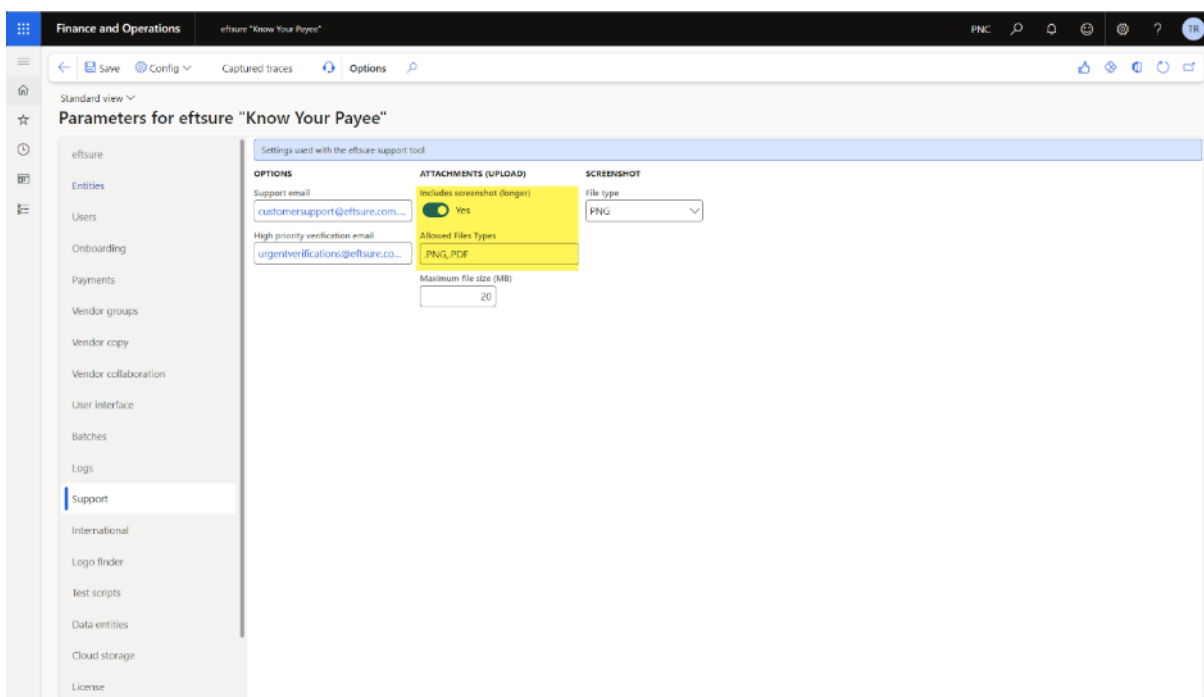 Finance and Operations
eftsure "Know Your Payee"
PNC
?
TR
Save
Config
Captured traces
Options
Standard view
Parameters for eftsure "Know Your Payee"
eftsure
Entities
Users
Onboarding
Payments
Vendor groups
Vendor copy
Vendor collaboration
User interface
Batches
Logs
Support
International
Logo finder
Test scripts
Data entities
Cloud storage
License
Settings used with the eftsure support tool
OPTIONS
Support email
customersupport@eftsure.com....
High priority verification email
urgentverifications@eftsure.co...
ATTACHMENTS (UPLOAD)
Includes screenshot (longer)
Yes
Allowed Files Types
.PNG,.PDF
Maximum file size (MB)
20
SCREENSHOT
File type
PNG